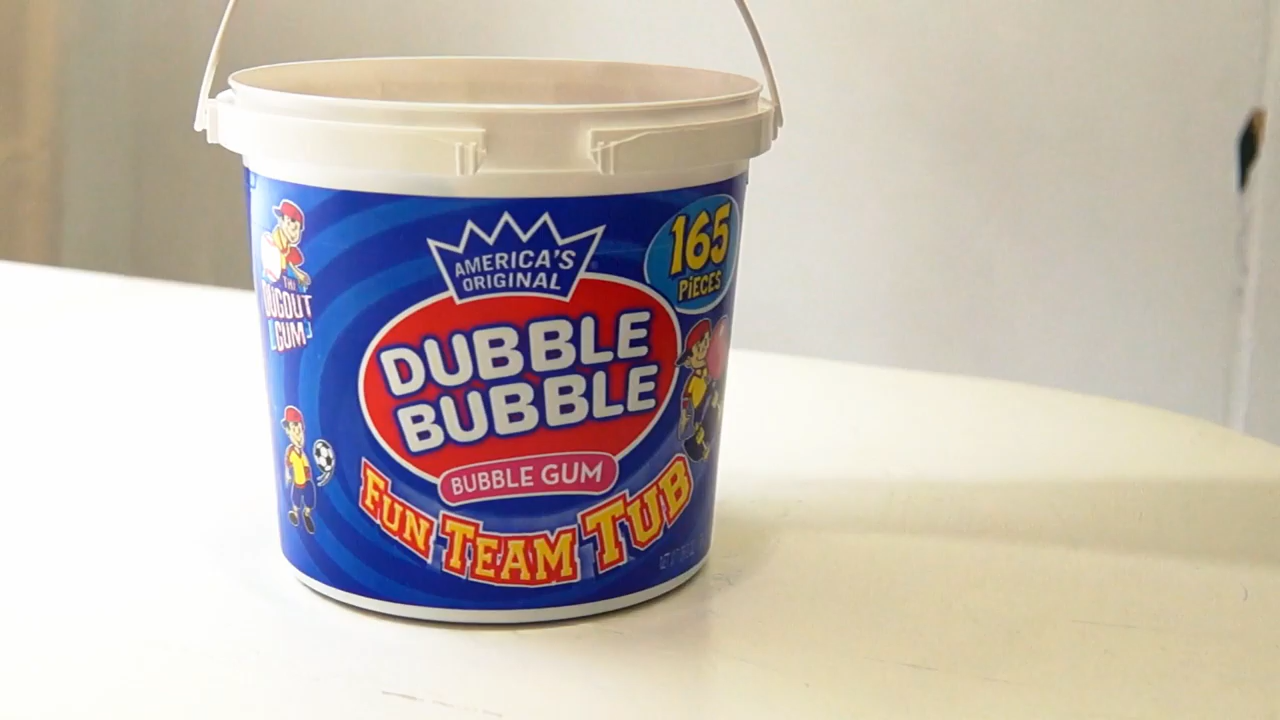 AMERICA'S
ORIGINAL
DUBBLE
BUBBLE
BUBBLE GUM
FUN TEAM TUB
165
PIECES
THE
DUGOUT
GUM